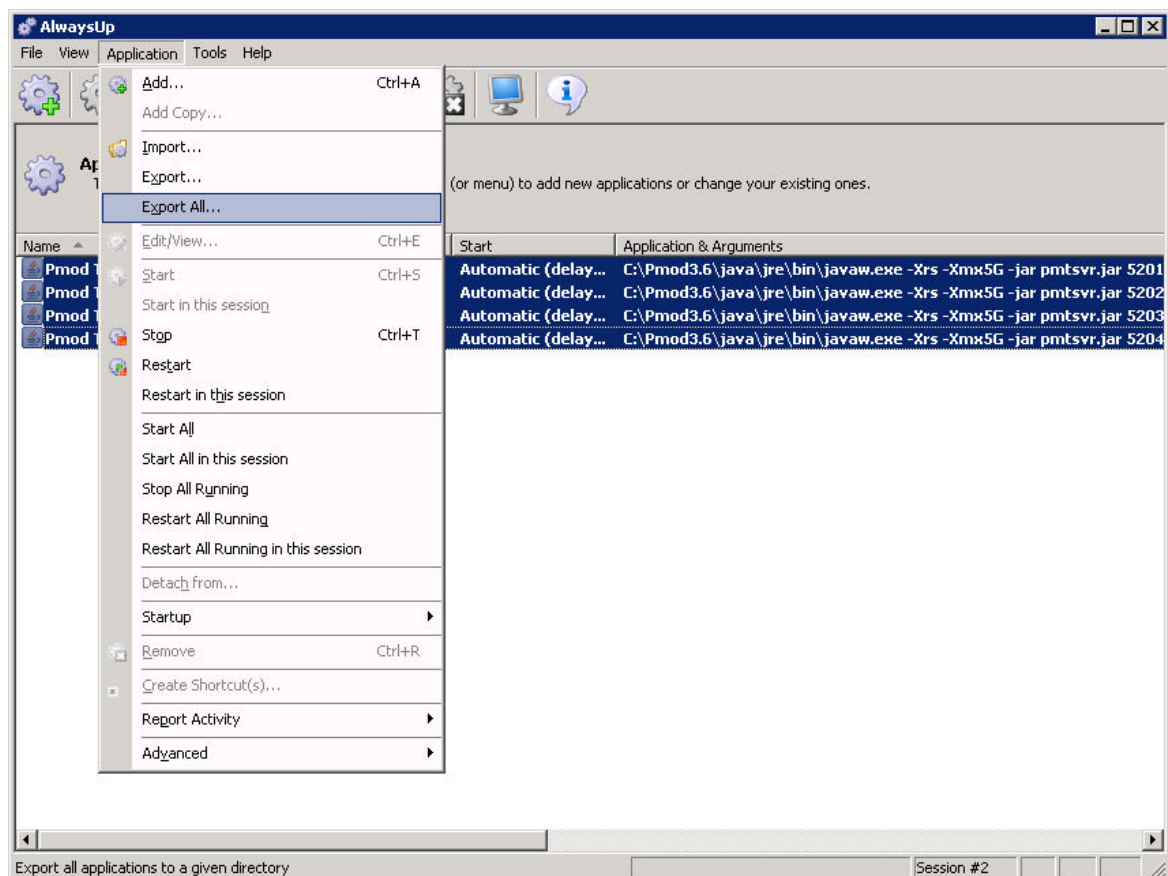 AlwaysUp
File View Application Tools Help
Add... Ctrl+A
Add Copy...
Import...
Export...
(or menu) to add new applications or change your existing ones.
Export All...
Name Edit/View... Ctrl+E Start Application & Arguments
Pmod Start Ctrl+S Automatic (delay... C:\Pmod3.6\java\jre\bin\javaw.exe -Xrs -Xmx5G -jar pmtsvr.jar 5201
Pmod Start in this session Automatic (delay... C:\Pmod3.6\java\jre\bin\javaw.exe -Xrs -Xmx5G -jar pmtsvr.jar 5202
Pmod Automatic (delay... C:\Pmod3.6\java\jre\bin\javaw.exe -Xrs -Xmx5G -jar pmtsvr.jar 5203
Pmod Stop Ctrl+T Automatic (delay... C:\Pmod3.6\java\jre\bin\javaw.exe -Xrs -Xmx5G -jar pmtsvr.jar 5204
Restart
Restart in this session
Start All
Start All in this session
Stop All Running
Restart All Running
Restart All Running in this session
Detach from...
Startup
Remove Ctrl+R
Create Shortcut(s)...
Report Activity
Advanced
Export all applications to a given directory Session #2